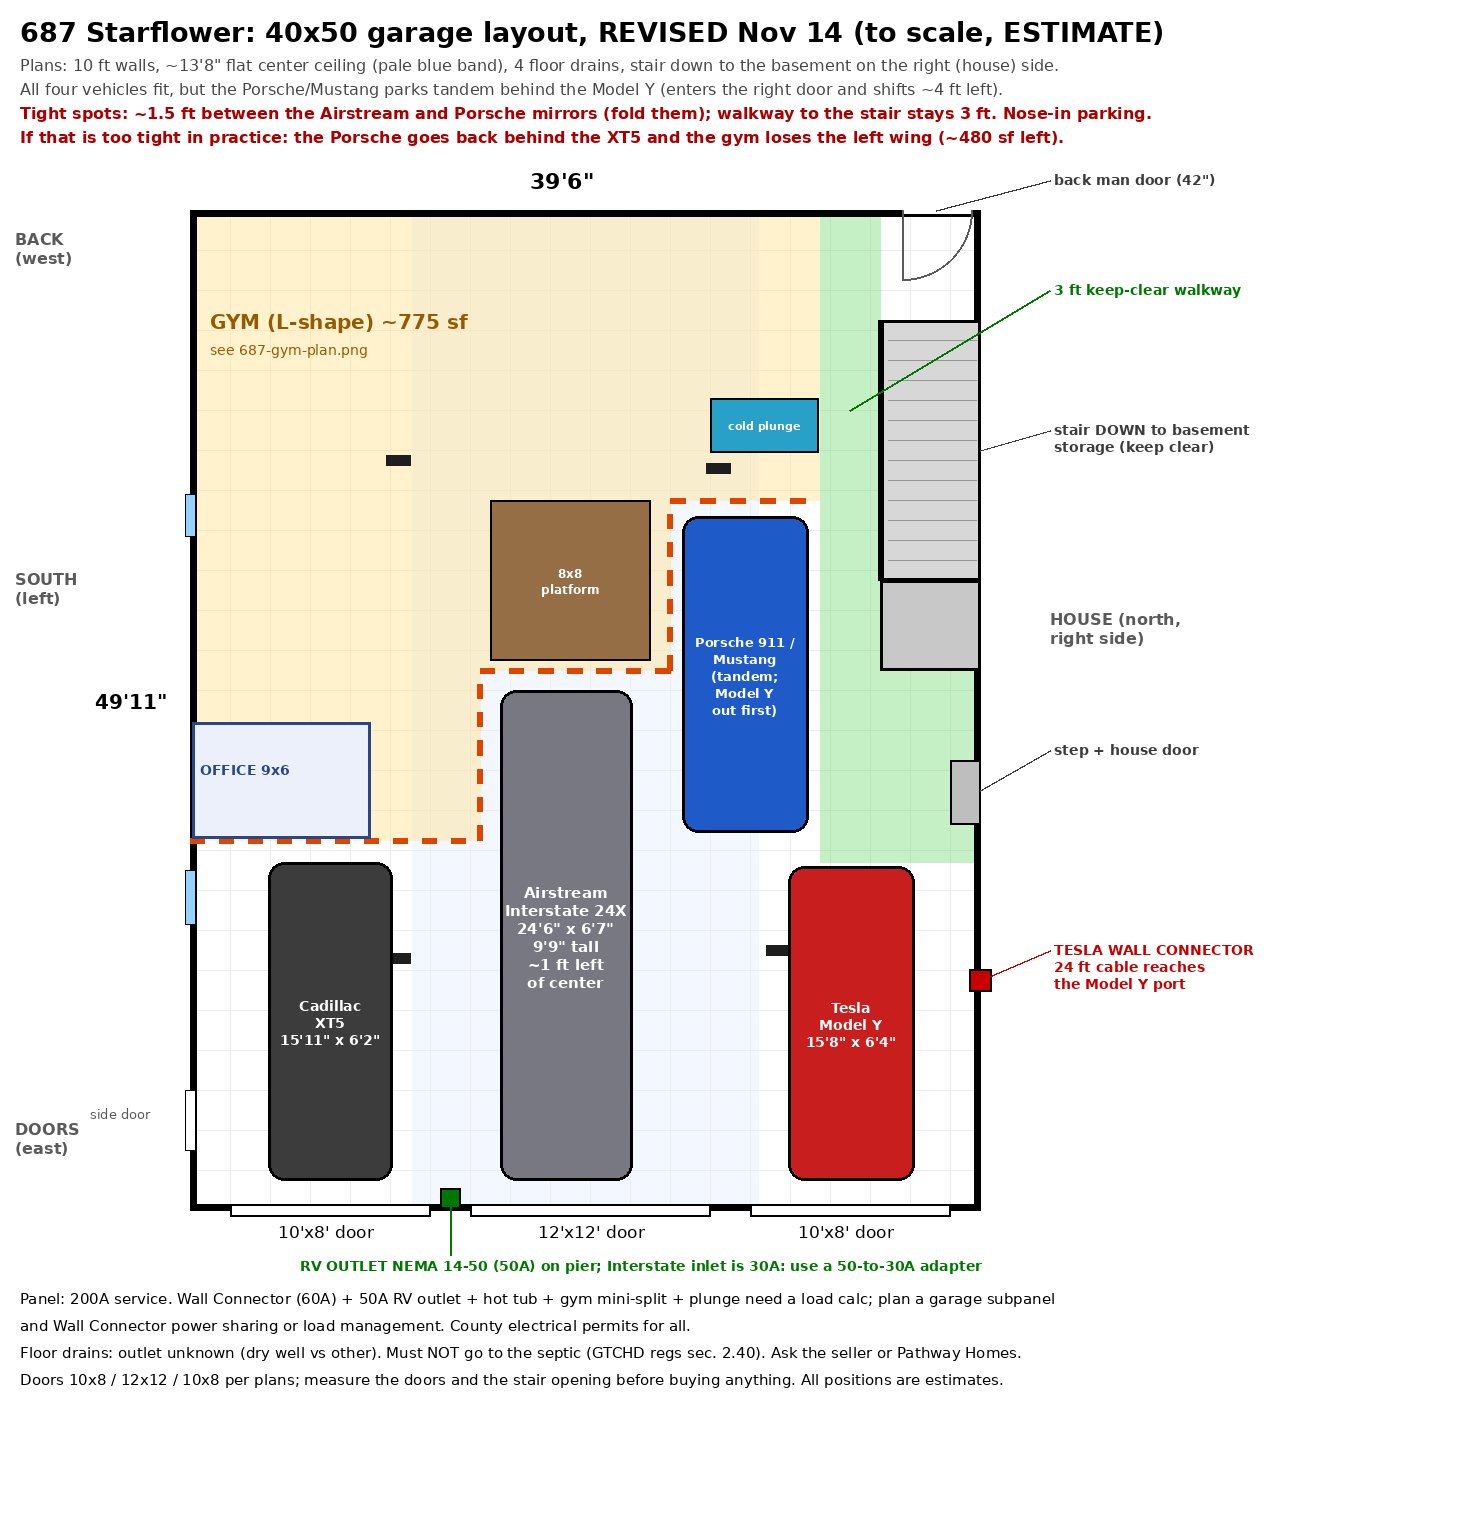 687 Starflower: 40x50 garage layout, REVISED Nov 14 (to scale, ESTIMATE)
Plans: 10 ft walls, ~13'8" flat center ceiling (pale blue band), 4 floor drains, stair down to the basement on the right (house) side.
All four vehicles fit, but the Porsche/Mustang parks tandem behind the Model Y (enters the right door and shifts ~4 ft left).
Tight spots: ~1.5 ft between the Airstream and Porsche mirrors (fold them); walkway to the stair stays 3 ft. Nose-in parking.
If that is too tight in practice: the Porsche goes back behind the XT5 and the gym loses the left wing (~480 sf left).
39'6"
back man door (42")
BACK
(west)
3 ft keep-clear walkway
GYM (L-shape) ~775 sf
see 687-gym-plan.png
cold plunge
stair DOWN to basement
storage (keep clear)
SOUTH
(left)
8x8
platform
HOUSE (north,
right side)
Porsche 911 /
Mustang
(tandem;
Model Y
out first)
49'11"
OFFICE 9x6
step + house door
Airstream
Interstate 24X
24'6" x 6'7"
9'9" tall
~1 ft left
of center
TESLA WALL CONNECTOR
24 ft cable reaches
the Model Y port
Cadillac
XT5
15'11" x 6'2"
Tesla
Model Y
15'8" x 6'4"
side door
DOORS
(east)
10'x8' door
12'x12' door
10'x8' door
RV OUTLET NEMA 14-50 (50A) on pier; Interstate inlet is 30A: use a 50-to-30A adapter
Panel: 200A service. Wall Connector (60A) + 50A RV outlet + hot tub + gym mini-split + plunge need a load calc; plan a garage subpanel
and Wall Connector power sharing or load management. County electrical permits for all.
Floor drains: outlet unknown (dry well vs other). Must NOT go to the septic (GTCHD regs sec. 2.40). Ask the seller or Pathway Homes.
Doors 10x8 / 12x12 / 10x8 per plans; measure the doors and the stair opening before buying anything. All positions are estimates.